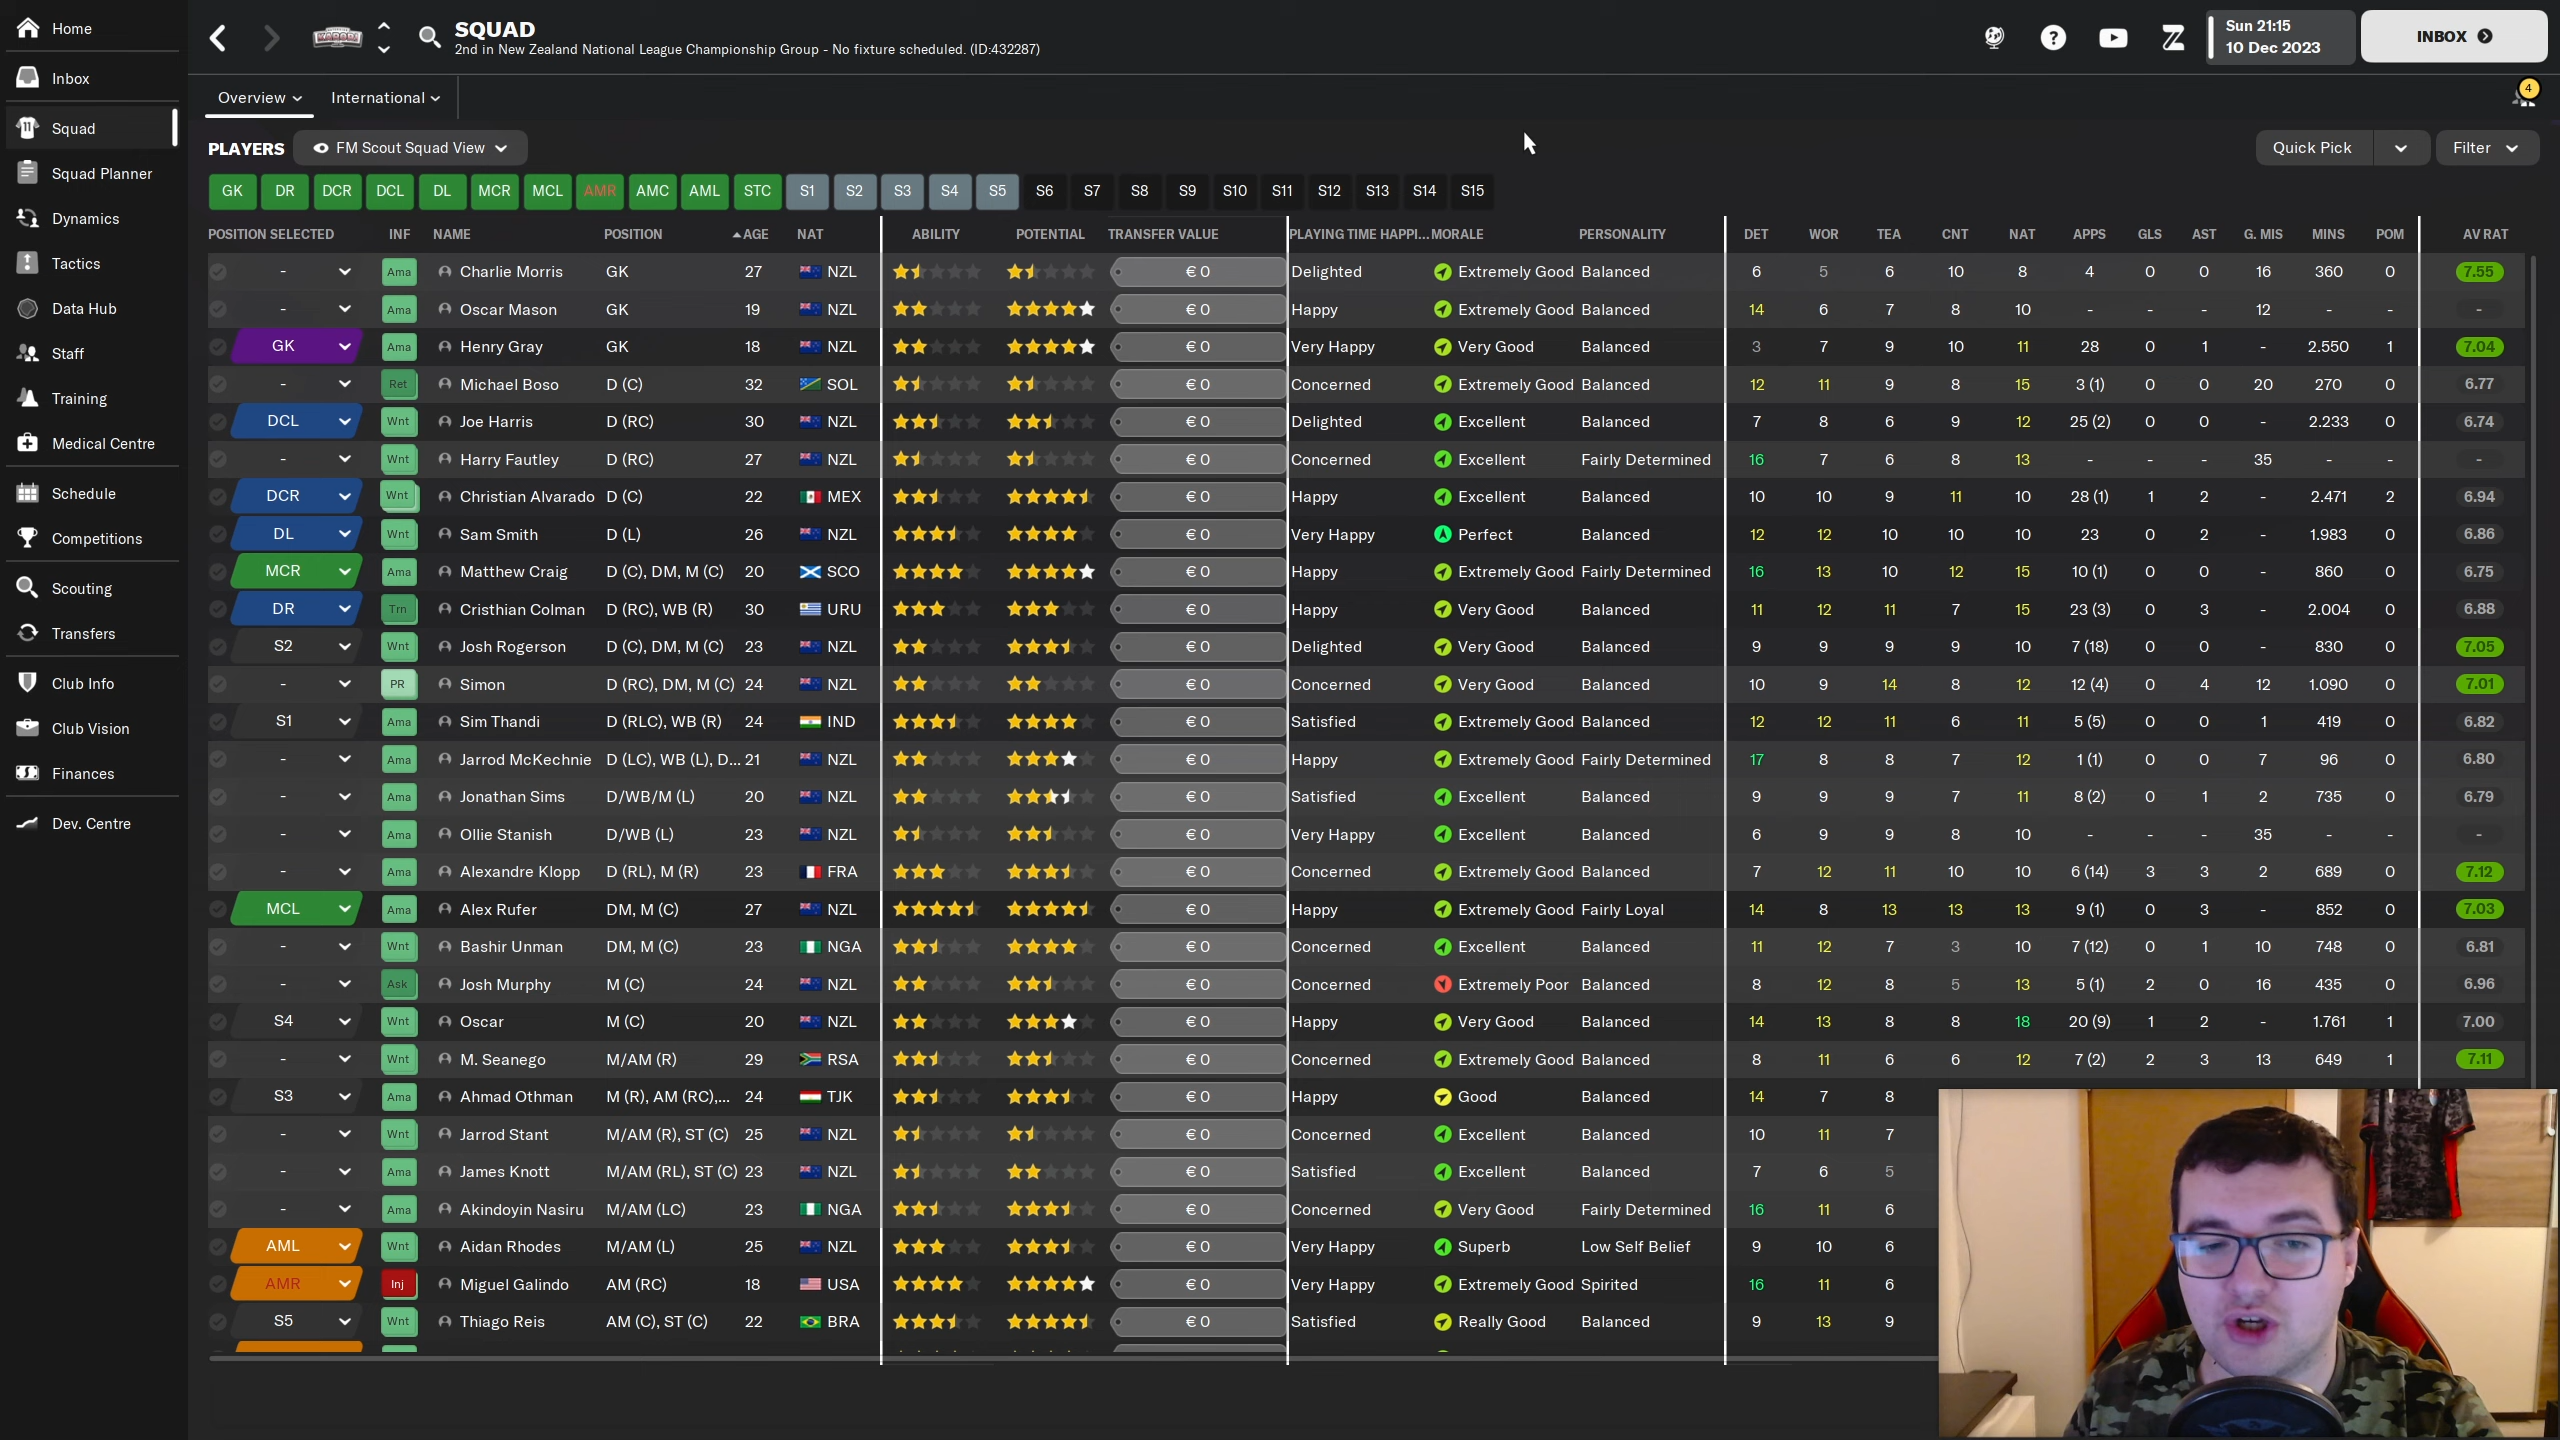 Home
Inbox
Squad
Squad Planner
Dynamics
Tactics
Data Hub
Staff
Training
Medical Centre
Schedule
Competitions
Scouting
Transfers
Club Info
Club Vision
Finances
Dev. Centre
SQUAD
2nd in New Zealand National League Championship Group - No fixture scheduled. (ID:432287)
Sun 21:15
10 Dec 2023
INBOX
Overview International 4
PLAYERS FM Scout Squad View Quick Pick Filter
GK DR DCR DCL DL MCR MCL AMR AMC AML STC S1 S2 S3 S4 S5 S6 S7 S8 S9 S10 S11 S12 S13 S14 S15
POSITION SELECTED INF NAME POSITION AGE NAT ABILITY POTENTIAL TRANSFER VALUE PLAYING TIME HAPPI... MORALE PERSONALITY DET WOR TEA CNT NAT APPS GLS AST G. MIS MINS POM AV RAT
- Ama Charlie Morris GK 27 NZL € 0 Delighted Extremely Good Balanced 6 5 6 10 8 4 0 0 16 360 0 7.55
- Ama Oscar Mason GK 19 NZL € 0 Happy Extremely Good Balanced 14 6 7 8 10 - - - 12 - - -
GK Ama Henry Gray GK 18 NZL € 0 Very Happy Very Good Balanced 3 7 9 10 11 28 0 1 - 2.550 1 7.04
- Ret Michael Boso D (C) 32 SOL € 0 Concerned Extremely Good Balanced 12 11 9 8 15 3 (1) 0 0 20 270 0 6.77
DCL Wnt Joe Harris D (RC) 30 NZL € 0 Delighted Excellent Balanced 7 8 6 9 12 25 (2) 0 0 - 2.233 0 6.74
- Wnt Harry Fautley D (RC) 27 NZL € 0 Concerned Excellent Fairly Determined 16 7 6 8 13 - - - 35 - - -
DCR Wnt Christian Alvarado D (C) 22 MEX € 0 Happy Excellent Balanced 10 10 9 11 10 28 (1) 1 2 - 2.471 2 6.94
DL Wnt Sam Smith D (L) 26 NZL € 0 Very Happy Perfect Balanced 12 12 10 10 10 23 0 2 - 1.983 0 6.86
MCR Ama Matthew Craig D (C), DM, M (C) 20 SCO € 0 Happy Extremely Good Fairly Determined 16 13 10 12 15 10 (1) 0 0 - 860 0 6.75
DR Trn Cristhian Colman D (RC), WB (R) 30 URU € 0 Happy Very Good Balanced 11 12 11 7 15 23 (3) 0 3 - 2.004 0 6.88
S2 Wnt Josh Rogerson D (C), DM, M (C) 23 NZL € 0 Delighted Very Good Balanced 9 9 9 9 10 7 (18) 0 0 - 830 0 7.05
- PR Simon D (RC), DM, M (C) 24 NZL € 0 Concerned Very Good Balanced 10 9 14 8 12 12 (4) 0 4 12 1.090 0 7.01
S1 Ama Sim Thandi D (RLC), WB (R) 24 IND € 0 Satisfied Extremely Good Balanced 12 12 11 6 11 5 (5) 0 0 1 419 0 6.82
- Ama Jarrod McKechnie D (LC), WB (L), D... 21 NZL € 0 Happy Extremely Good Fairly Determined 17 8 8 7 12 1 (1) 0 0 7 96 0 6.80
- Ama Jonathan Sims D/WB/M (L) 20 NZL € 0 Satisfied Excellent Balanced 9 9 9 7 11 8 (2) 0 1 2 735 0 6.79
- Ama Ollie Stanish D/WB (L) 23 NZL € 0 Very Happy Excellent Balanced 6 9 9 8 10 - - - 35 - - -
- Ama Alexandre Klopp D (RL), M (R) 23 FRA € 0 Concerned Extremely Good Balanced 7 12 11 10 10 6 (14) 3 3 2 689 0 7.12
MCL Ama Alex Rufer DM, M (C) 27 NZL € 0 Happy Extremely Good Fairly Loyal 14 8 13 13 13 9 (1) 0 3 - 852 0 7.03
- Wnt Bashir Unman DM, M (C) 23 NGA € 0 Concerned Excellent Balanced 11 12 7 3 10 7 (12) 0 1 10 748 0 6.81
- Ask Josh Murphy M (C) 24 NZL € 0 Concerned Extremely Poor Balanced 8 12 8 5 13 5 (1) 2 0 16 435 0 6.96
S4 Wnt Oscar M (C) 20 NZL € 0 Happy Very Good Balanced 14 13 8 8 18 20 (9) 1 2 - 1.761 1 7.00
- Wnt M. Seanego M/AM (R) 29 RSA € 0 Concerned Extremely Good Balanced 8 11 6 6 12 7 (2) 2 3 13 649 1 7.11
S3 Ama Ahmad Othman M (R), AM (RC),... 24 TJK € 0 Happy Good Balanced 14 7 8
- Wnt Jarrod Stant M/AM (R), ST (C) 25 NZL € 0 Concerned Excellent Balanced 10 11 7
- Ama James Knott M/AM (RL), ST (C) 23 NZL € 0 Satisfied Excellent Balanced 7 6 5
- Ama Akindoyin Nasiru M/AM (LC) 23 NGA € 0 Concerned Very Good Fairly Determined 16 11 6
AML Wnt Aidan Rhodes M/AM (L) 25 NZL € 0 Very Happy Superb Low Self Belief 9 10 6
AMR Inj Miguel Galindo AM (RC) 18 USA € 0 Very Happy Extremely Good Spirited 16 11 6
S5 Wnt Thiago Reis AM (C), ST (C) 22 BRA € 0 Satisfied Really Good Balanced 9 13 9